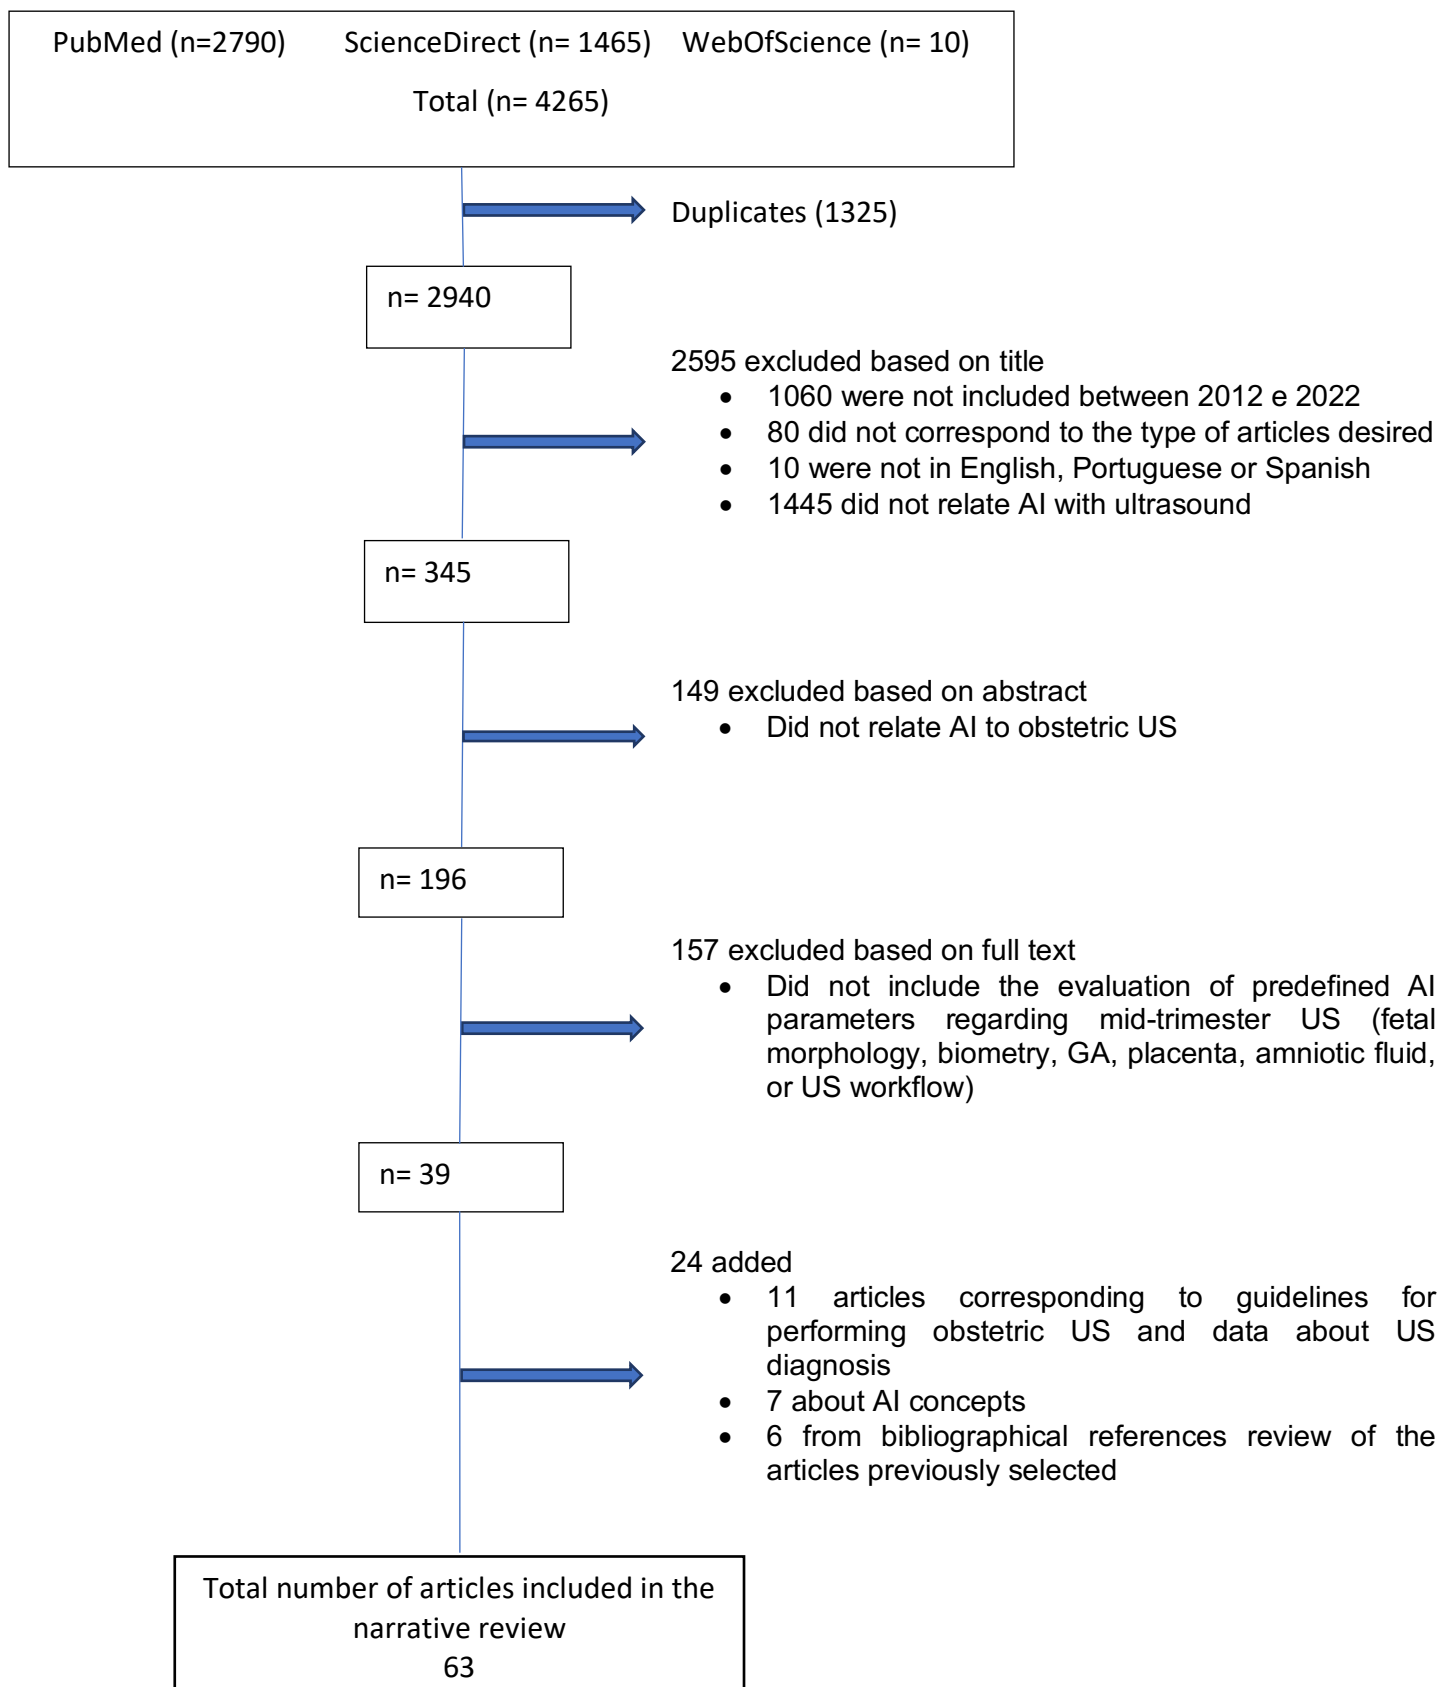 PubMed (n=2790) ScienceDirect (n= 1465) WebOfScience (n= 10)
Total (n= 4265)
Duplicates (1325)
n= 2940
2595 excluded based on title
• 1060 were not included between 2012 e 2022
• 80 did not correspond to the type of articles desired
• 10 were not in English, Portuguese or Spanish
• 1445 did not relate AI with ultrasound
n= 345
149 excluded based on abstract
• Did not relate AI to obstetric US
n= 196
157 excluded based on full text
• Did not include the evaluation of predefined AI
parameters regarding mid-trimester US (fetal
morphology, biometry, GA, placenta, amniotic fluid,
or US workflow)
n= 39
24 added
• 11 articles corresponding to guidelines for
performing obstetric US and data about US
diagnosis
• 7 about AI concepts
• 6 from bibliographical references review of the
articles previously selected
Total number of articles included in the
narrative review
63